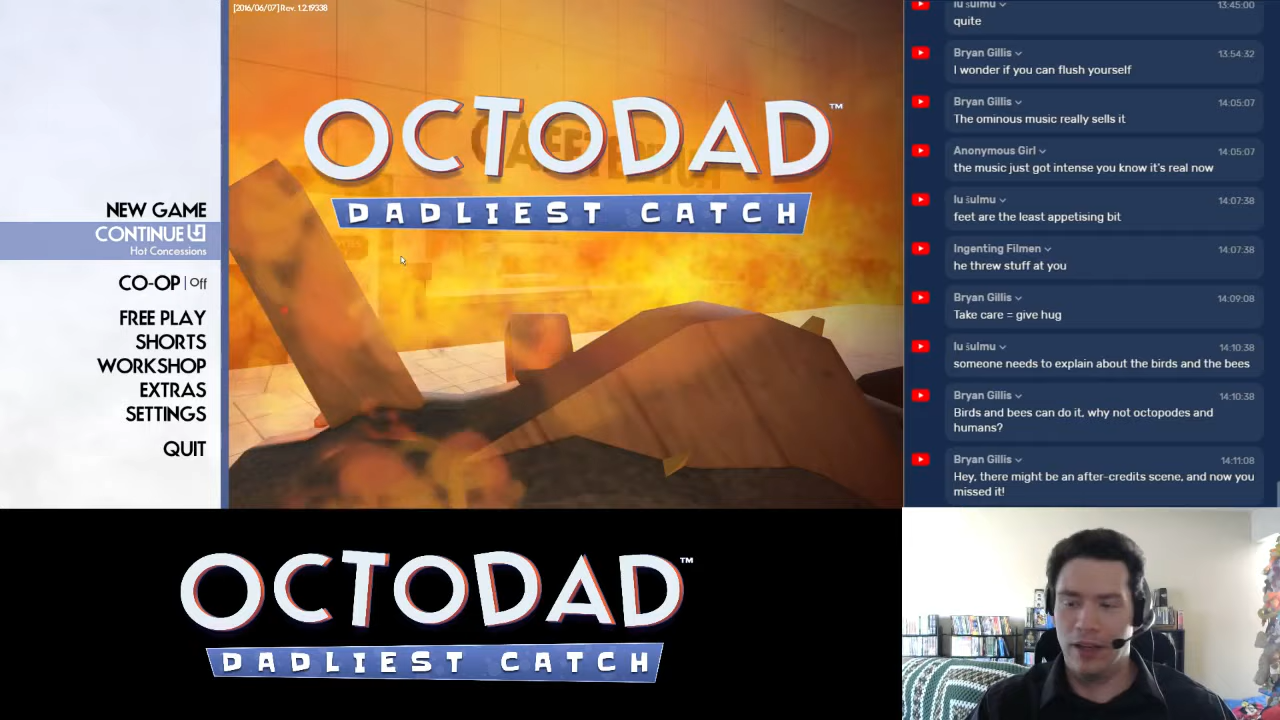 [2016/06/07] Rev. 1.2.19338
OCTODAD™
DADLIEST CATCH
NEW GAME
CONTINUE
Hot Concessions
CO-OP | Off
FREE PLAY
SHORTS
WORKSHOP
EXTRAS
SETTINGS
QUIT
lu šulmu 13:45:00
quite
Bryan Gillis 13:54:32
I wonder if you can flush yourself
Bryan Gillis 14:05:07
The ominous music really sells it
Anonymous Girl 14:05:07
the music just got intense you know it's real now
lu šulmu 14:07:38
feet are the least appetising bit
Ingenting Filmen 14:07:38
he threw stuff at you
Bryan Gillis 14:09:08
Take care = give hug
lu šulmu 14:10:38
someone needs to explain about the birds and the bees
Bryan Gillis 14:10:38
Birds and bees can do it, why not octopodes and
humans?
Bryan Gillis 14:11:08
Hey, there might be an after-credits scene, and now you
missed it!
OCTODAD™
DADLIEST CATCH